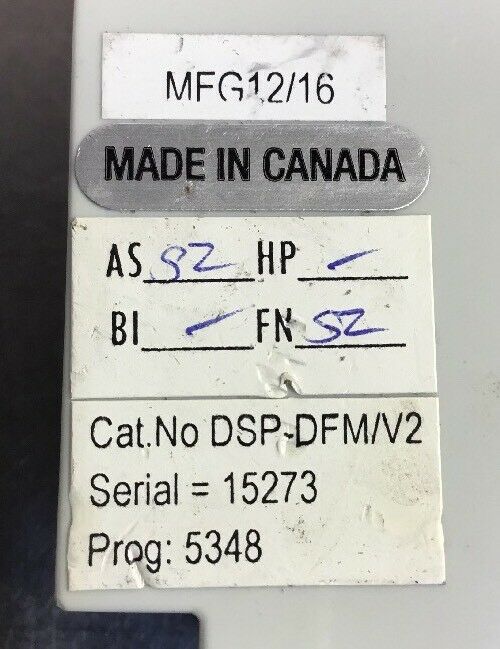 MFG12/16
MADE IN CANADA
AS SZ HP -
BI - FN SZ
Cat.No DSP-DFM/V2
Serial = 15273
Prog: 5348